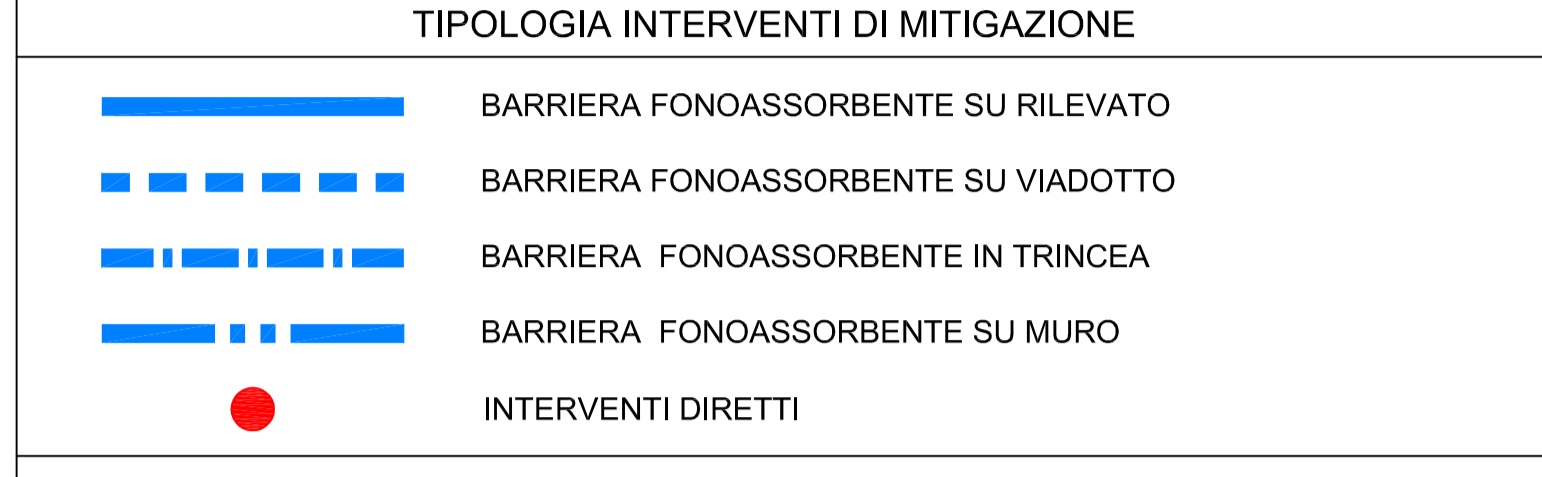 TIPOLOGIA INTERVENTI DI MITIGAZIONE
BARRIERA FONOASSORBENTE SU RILEVATO
BARRIERA FONOASSORBENTE SU VIADOTTO
BARRIERA  FONOASSORBENTE IN TRINCEA
BARRIERA  FONOASSORBENTE SU MURO
INTERVENTI DIRETTI